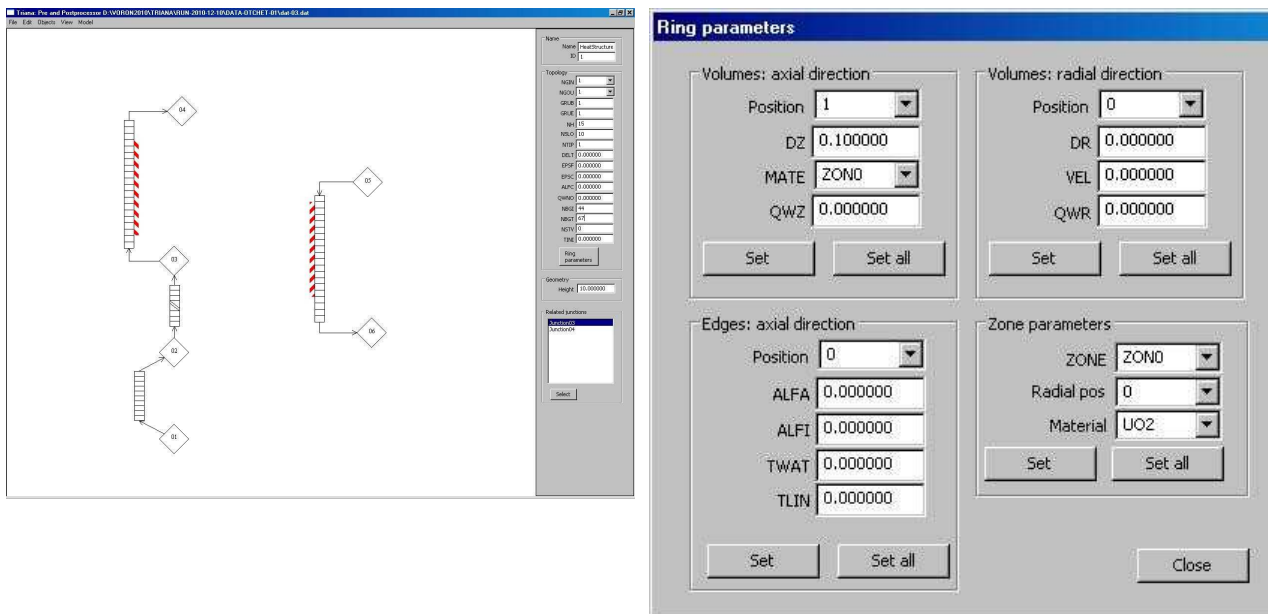 Triana: Pre and Postprocessor D:\VORON2010\TRIANA\RUN-2010-12-10\DATA-OTCHET-01\dat-03.dat
File Edit Objects View Model
04
03
02
01
05
06
Name
Name HeatStructure
ID 1
Topology
NGIN 1
NGOU 1
GRUB 1
GRUE 1
NH 15
NSLO 10
NTIP 1
DELT 0.000000
EPSF 0.000000
EPSC 0.000000
ALFC 0.000000
QWNO 0.000000
NBGI 44
NBGT 67
NSTV 0
TINE 0.000000
Ring
parameters
Geometry
Height 10.000000
Related junctions
Junction03
Junction04
Select
Ring parameters
Volumes: axial direction
Position 1
DZ 0.100000
MATE ZON0
QWZ 0.000000
Set Set all
Volumes: radial direction
Position 0
DR 0.000000
VEL 0.000000
QWR 0.000000
Set Set all
Edges: axial direction
Position 0
ALFA 0.000000
ALFI 0.000000
TWAT 0.000000
TLIN 0.000000
Set Set all
Zone parameters
ZONE ZON0
Radial pos 0
Material UO2
Set Set all
Close